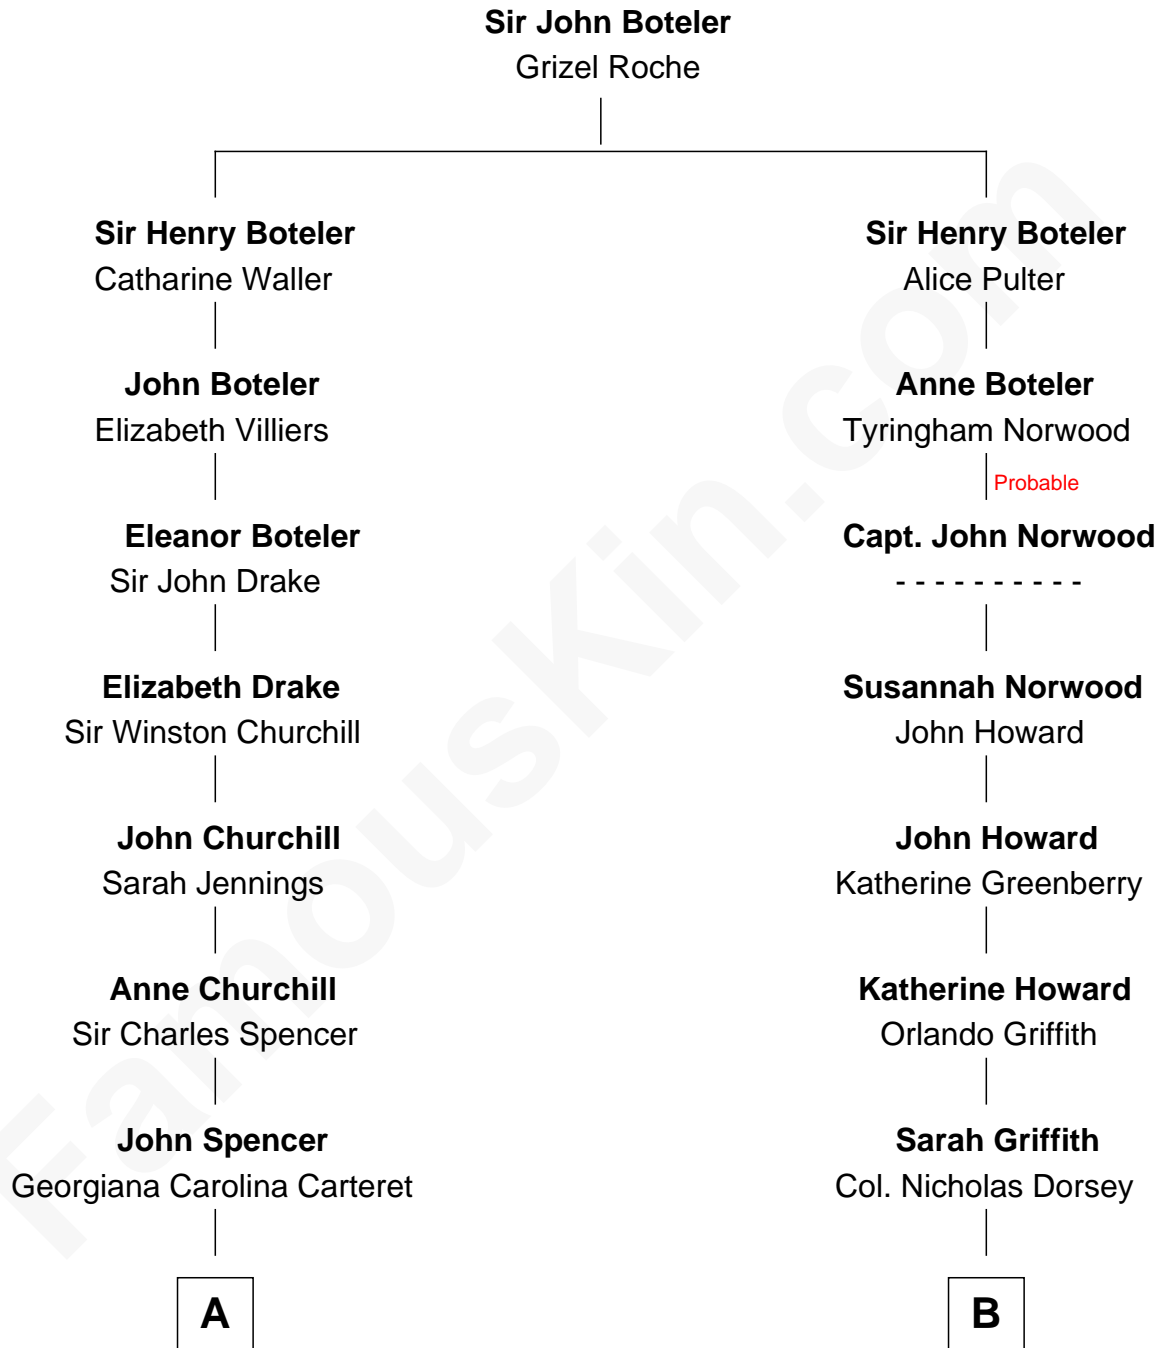 Sir John Boteler
Grizel Roche
Sir Henry Boteler
Catharine Waller
John Boteler
Elizabeth Villiers
Eleanor Boteler
Sir John Drake
Elizabeth Drake
Sir Winston Churchill
John Churchill
Sarah Jennings
Anne Churchill
Sir Charles Spencer
John Spencer
Georgiana Carolina Carteret
A
Sir Henry Boteler
Alice Pulter
Anne Boteler
Tyringham Norwood
Probable
Capt. John Norwood
- - - - - - - - - -
Susannah Norwood
John Howard
John Howard
Katherine Greenberry
Katherine Howard
Orlando Griffith
Sarah Griffith
Col. Nicholas Dorsey
B
FamousKin.com